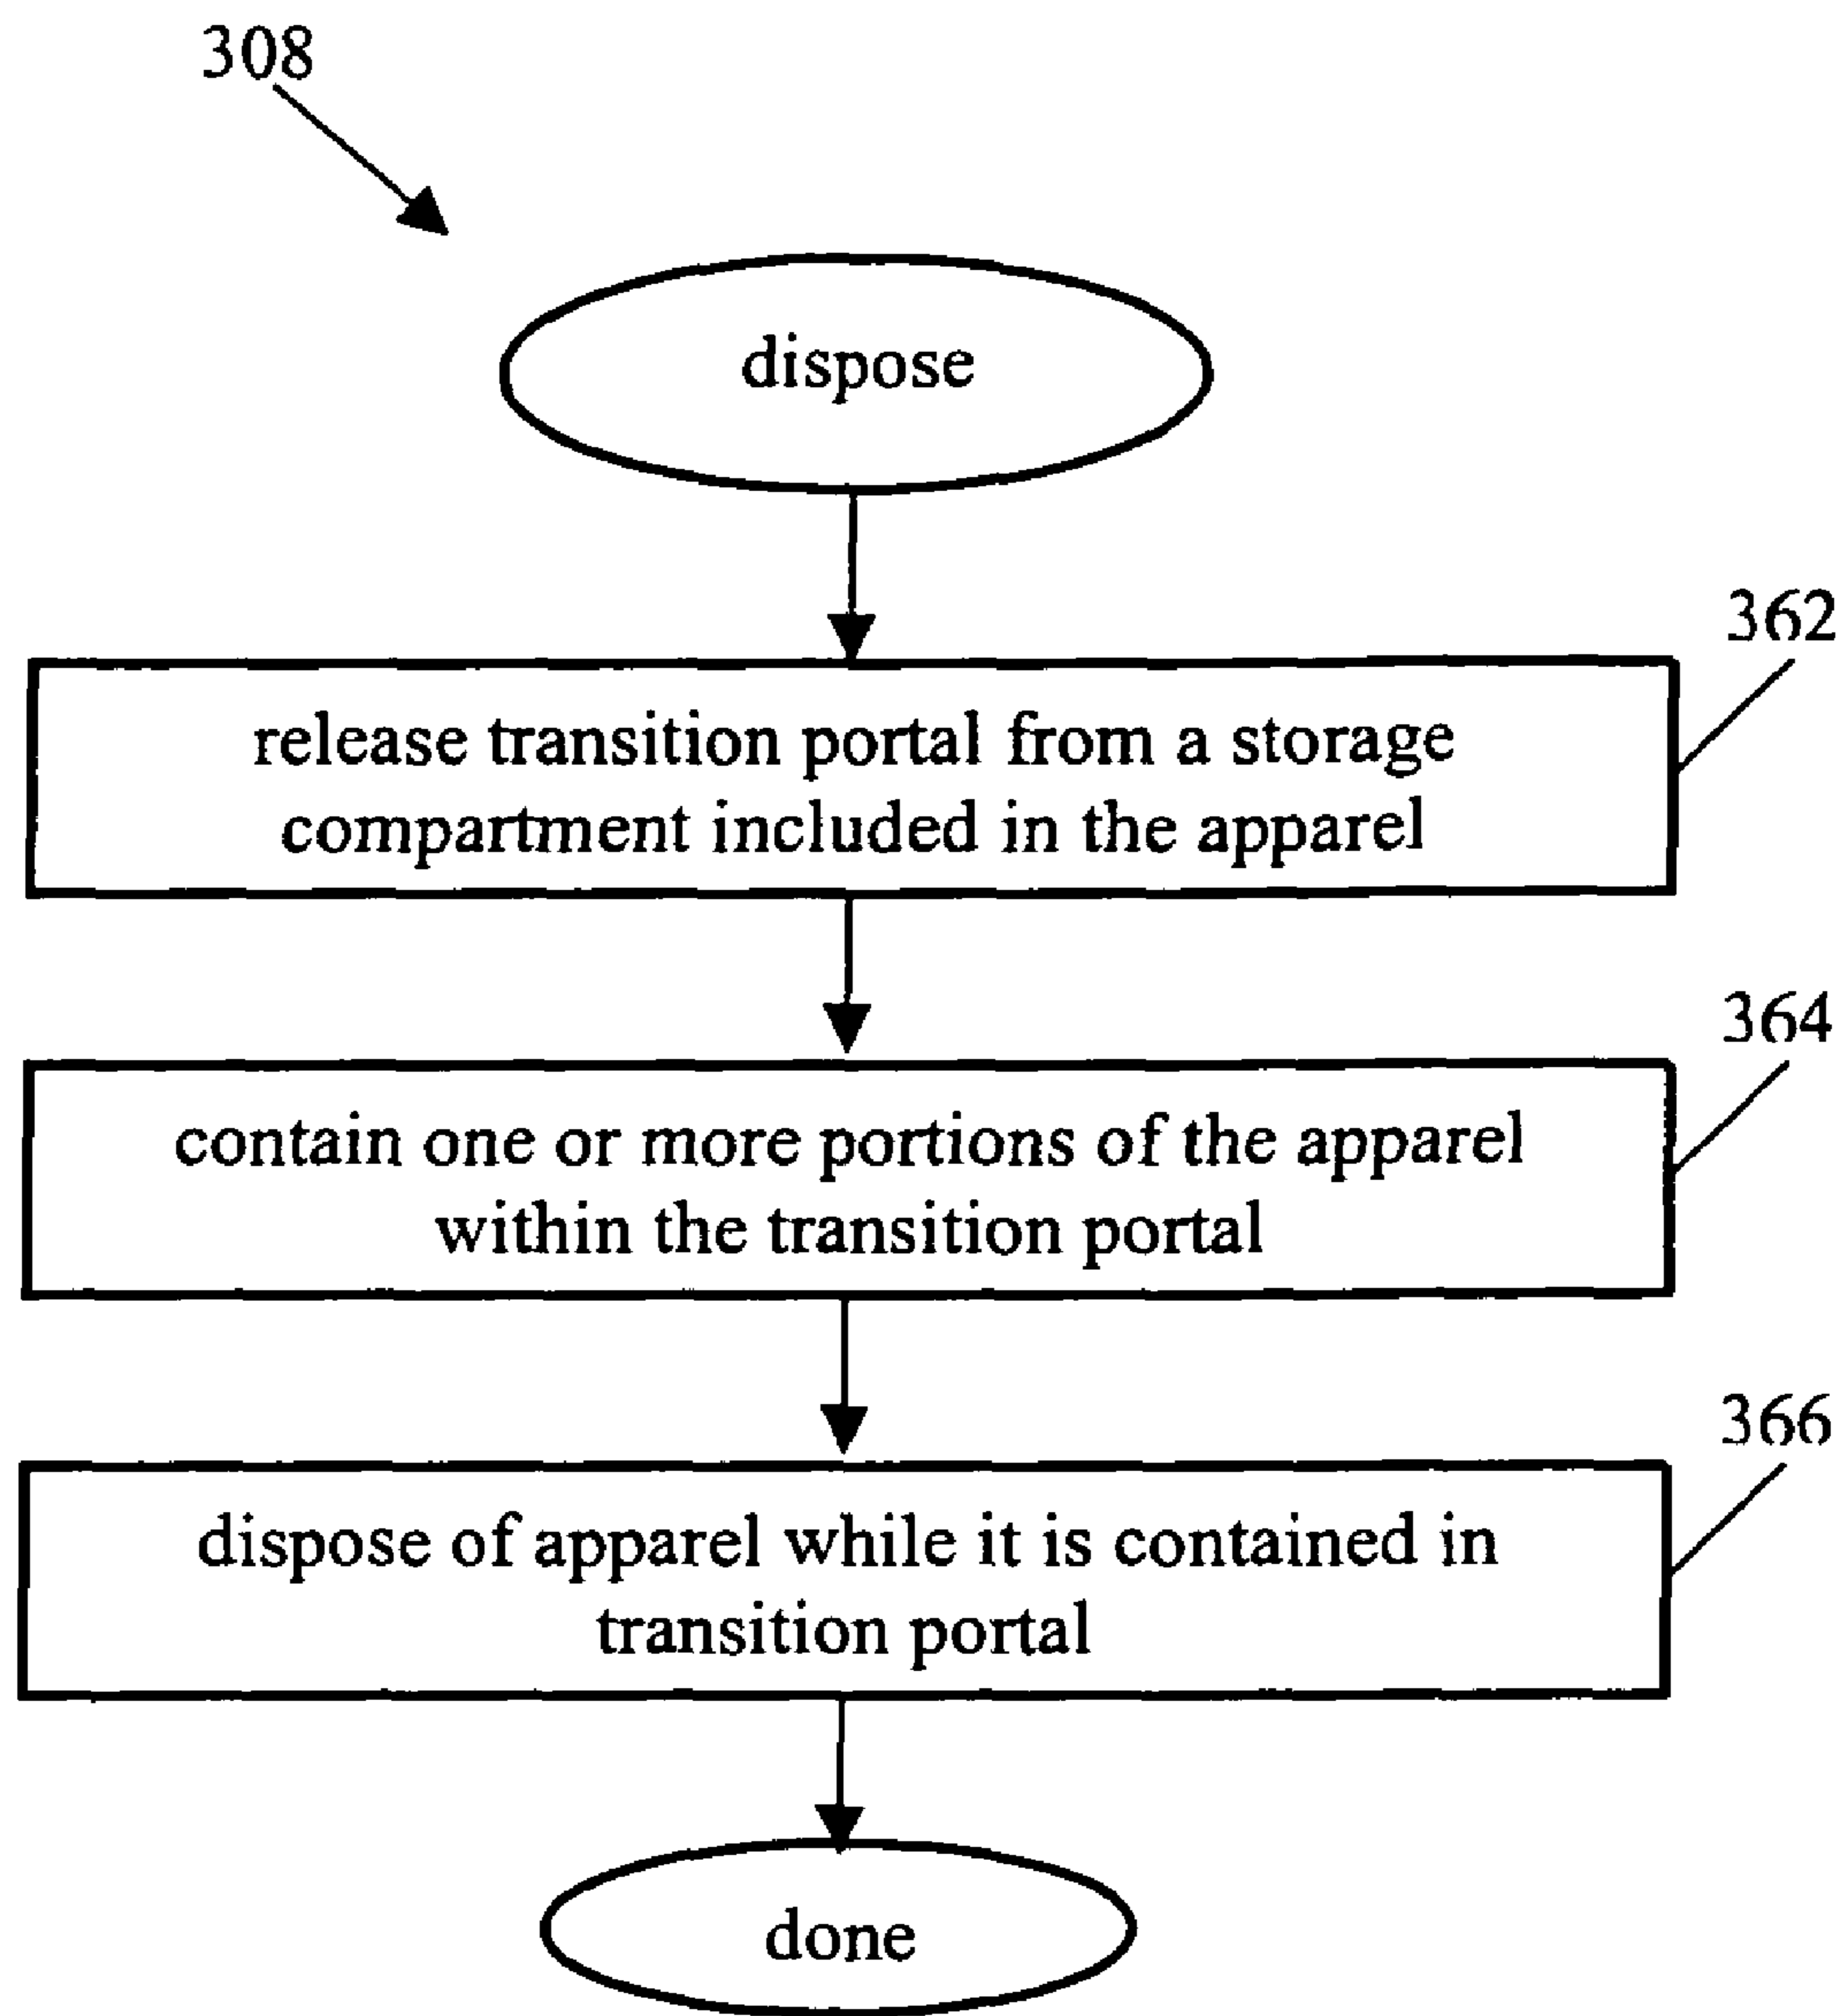 308
dispose
362
release transition portal from a storage
compartment included in the apparel
364
contain one or more portions of the apparel
within the transition portal
366
dispose of apparel while it is contained in
transition portal
done